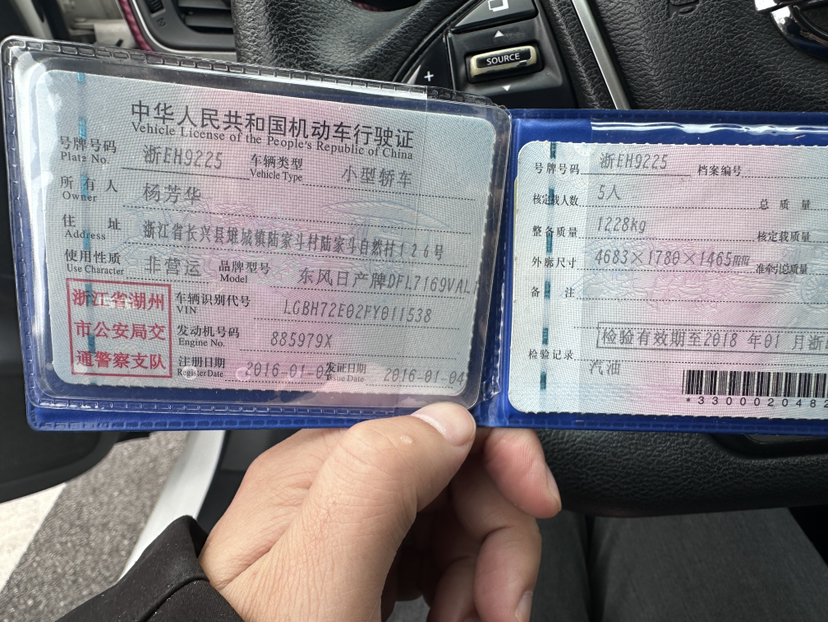 SOURCE
+
中华人民共和国机动车行驶证
Vehicle License of the People's Republic of China
号牌号码 浙EH9225 车辆类型 小型轿车
Plate No. Vehicle Type
所有人 杨芳华
Owner
住址 浙江省长兴县雉城镇陆家斗村陆家斗自然村126号
Address
使用性质 非营运 品牌型号 东风日产牌DFL7169VAL
Use Character Model
浙江省湖州
市公安局交
通警察支队
车辆识别代号 LGBH72E02FY011538
VIN
发动机号码 885979X
Engine No.
注册日期 2016-01-04 发证日期 2016-01-04
Register Date Issue Date
号牌号码 浙EH9225 档案编号
核定载人数 5人 总质量
整备质量 1228kg 核定载质量
外廓尺寸 4683×1780×1465 准牵引总质量
备注
检验有效期至2018 年01 月浙
检验记录
汽油
*3300020482